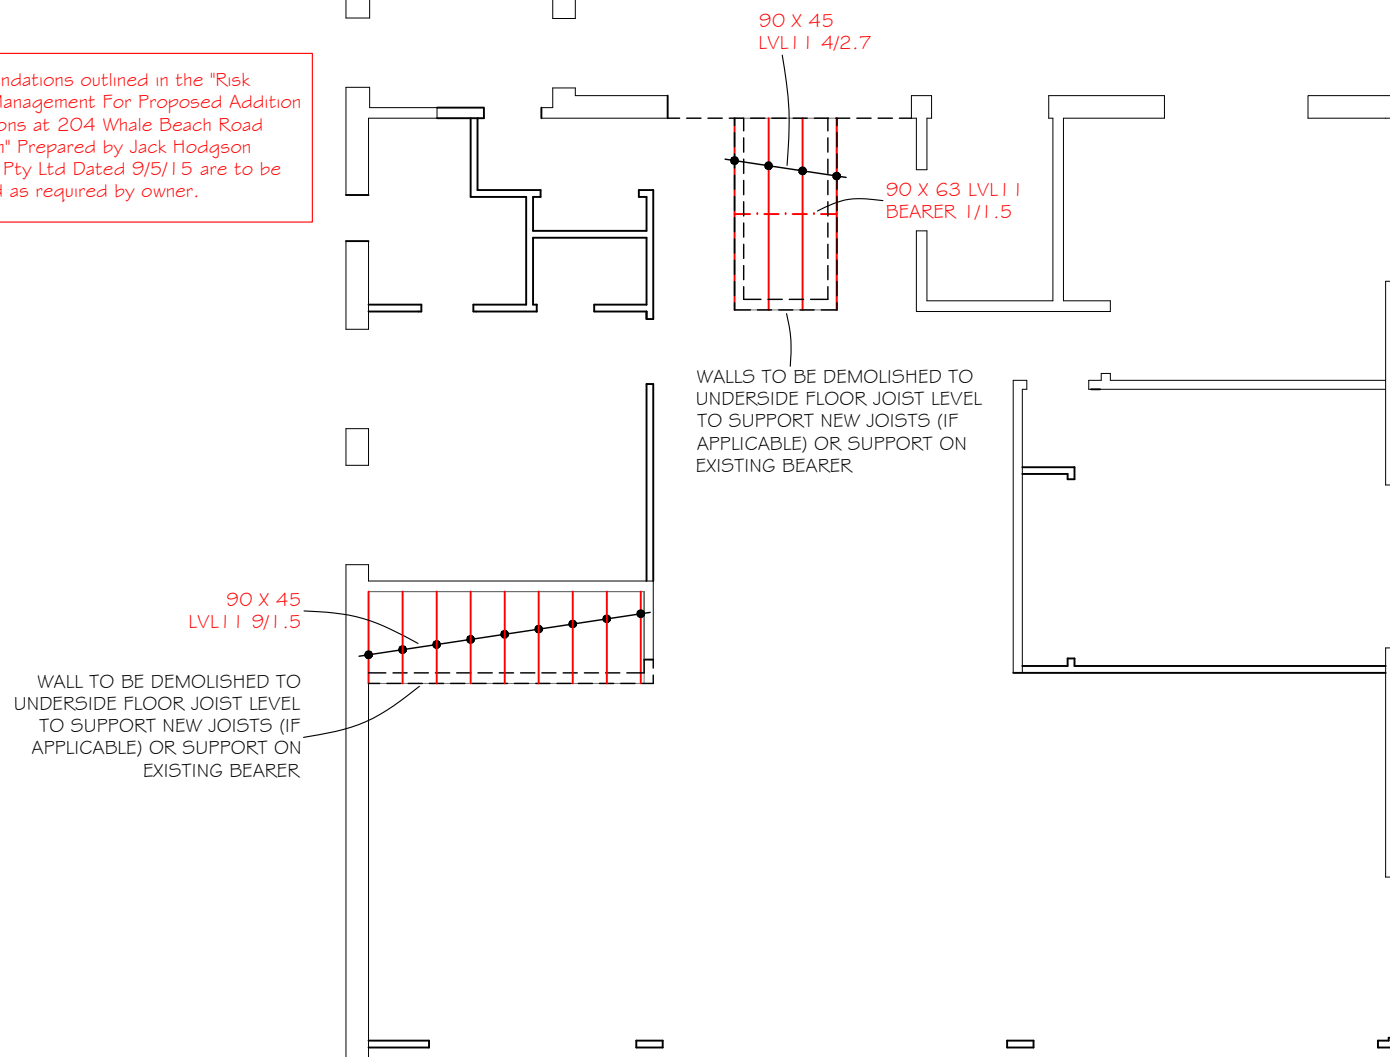 90 X 45
LVL11 4/2.7
ndations outlined in the "Risk
Management For Proposed Addition
ons at 204 Whale Beach Road
Prepared by Jack Hodgson
Pty Ltd Dated 9/5/15 are to be
as required by owner.
90 X 63 LVL11
BEARER 1/1.5
WALLS TO BE DEMOLISHED TO
UNDERSIDE FLOOR JOIST LEVEL
TO SUPPORT NEW JOISTS (IF
APPLICABLE) OR SUPPORT ON
EXISTING BEARER
90 X 45
LVL11 9/1.5
WALL TO BE DEMOLISHED TO
UNDERSIDE FLOOR JOIST LEVEL
TO SUPPORT NEW JOISTS (IF
APPLICABLE) OR SUPPORT ON
EXISTING BEARER